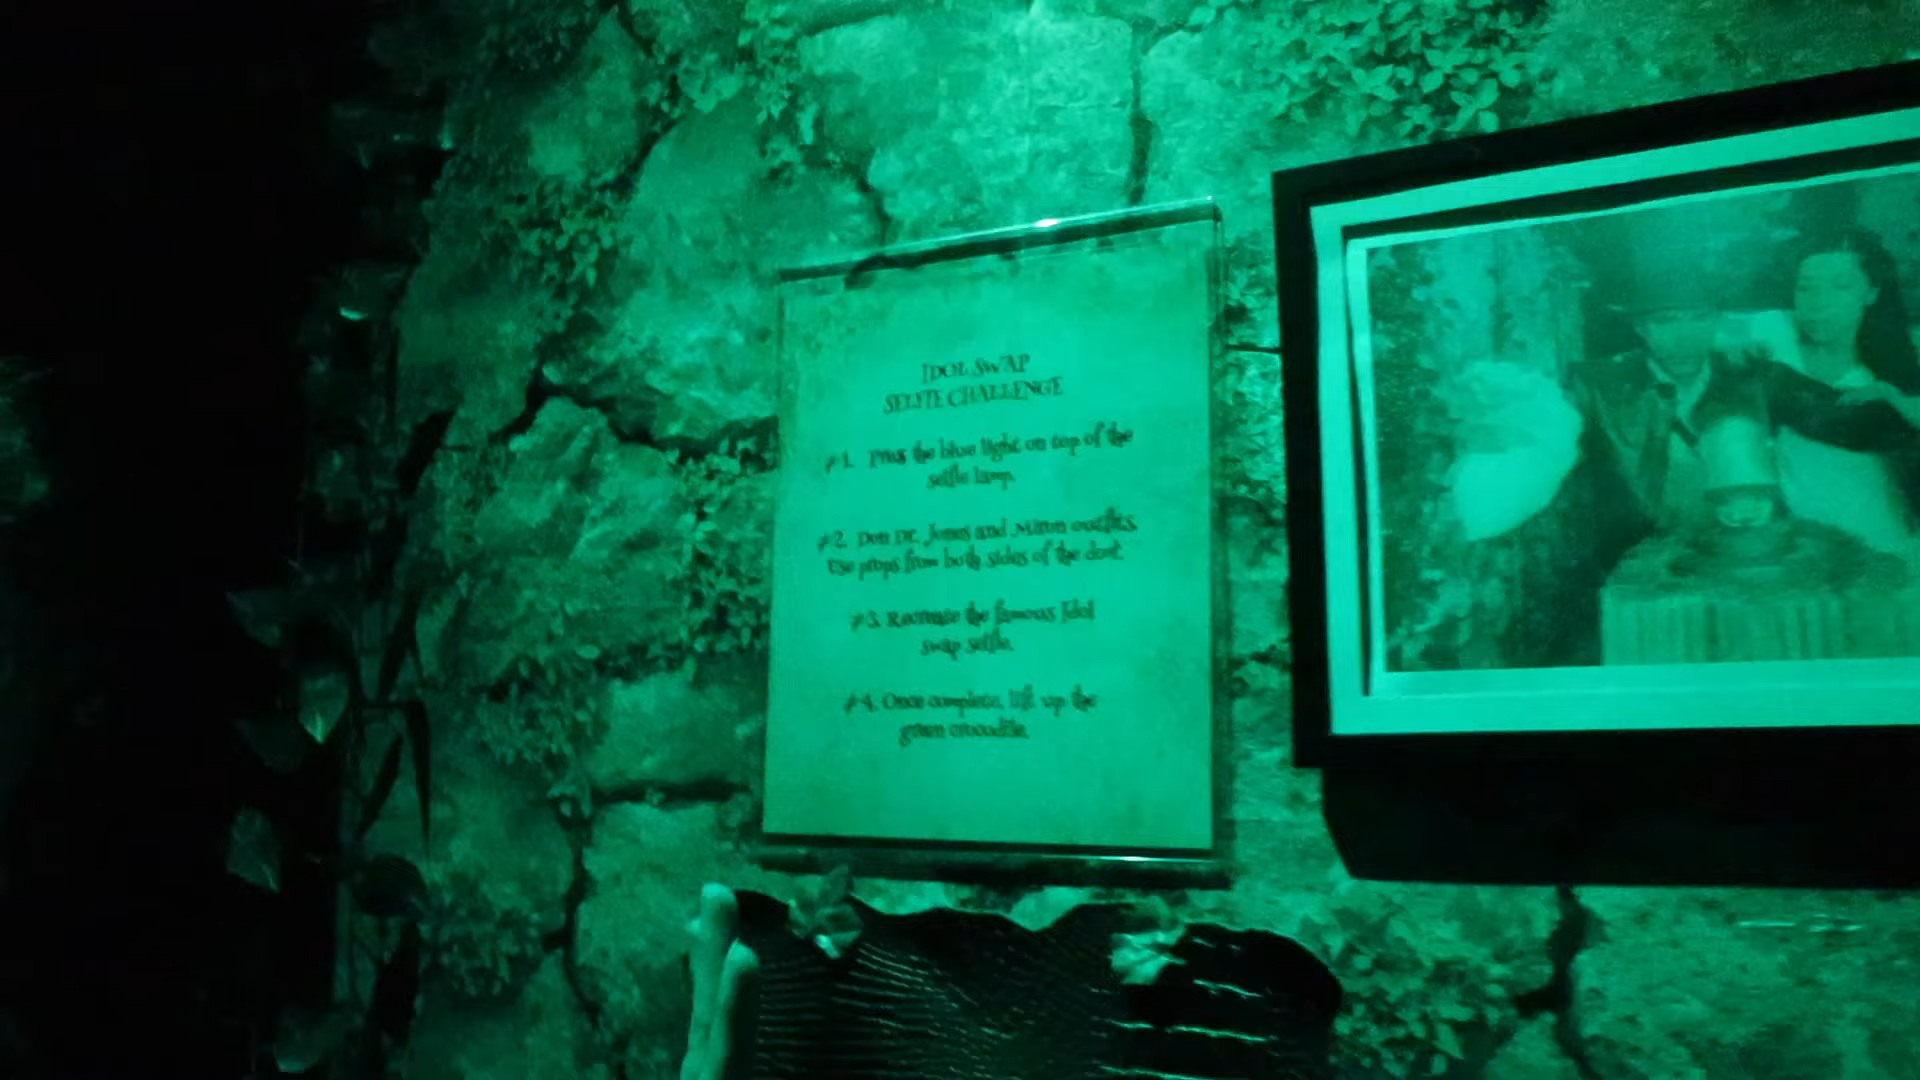 IDOL SWAP
SELFIE CHALLENGE
#1. Press the blue light on top of the
selfie lamp.
#2. Don Dr. Jones and Marion outfits.
Use props from both sides of the door.
#3. Recreate the famous Idol
swap selfie.
#4. Once complete, lift up the
green crocodile.